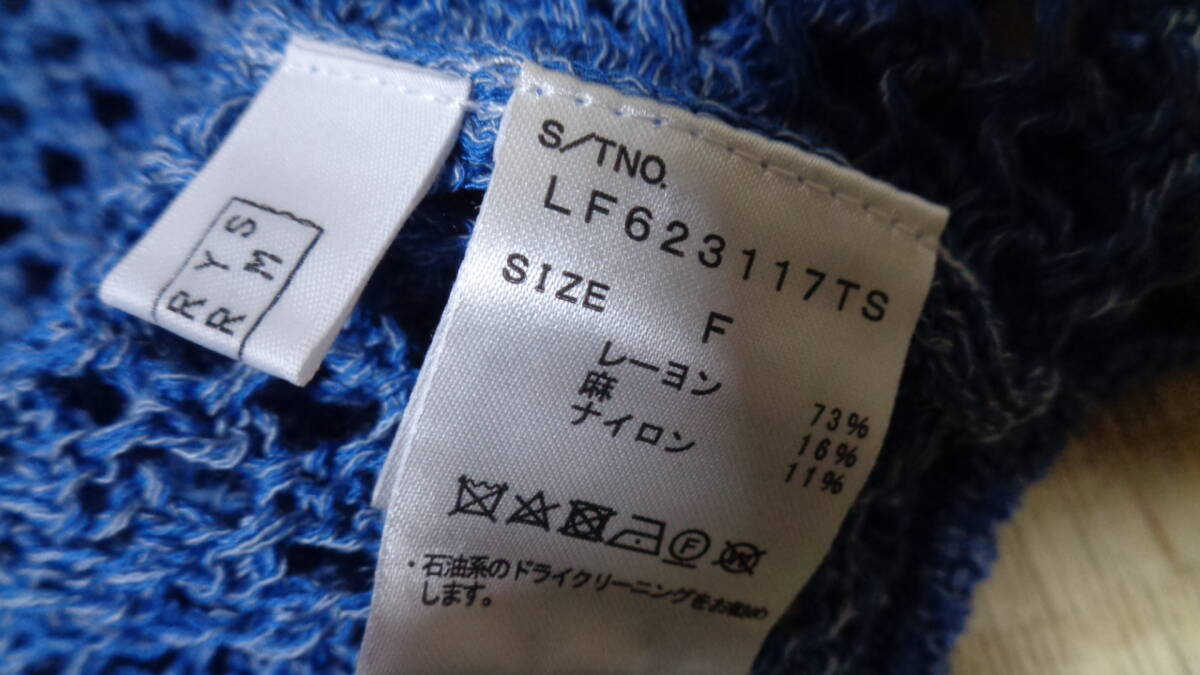 R Y S
R M
S/TNO.
LF623117TS
SIZE F
レーヨン 73%
麻 16%
ナイロン 11%
F
・石油系のドライクリーニングをお勧め
します。